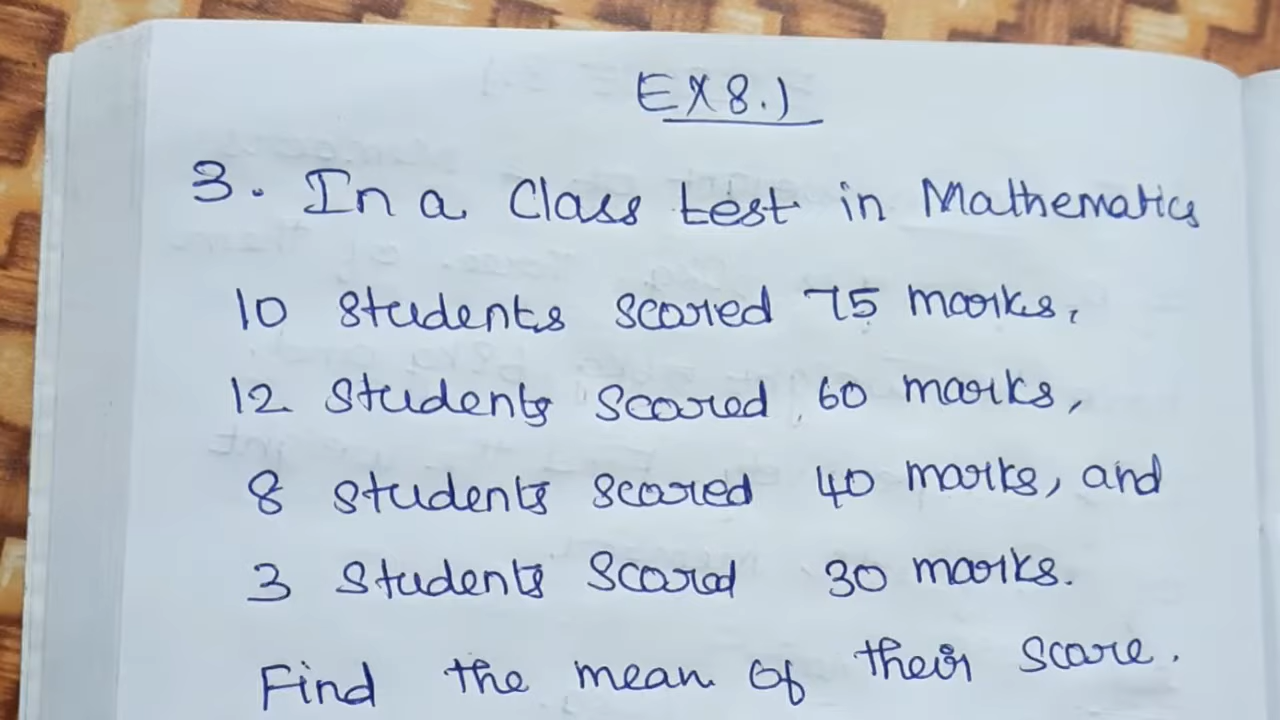 EX 8.1
3. In a Class test in Mathematics
10 students scored 75 marks,
12 students scored 60 marks,
8 students scored 40 marks, and
3 students scored 30 marks.
Find the mean of their score.